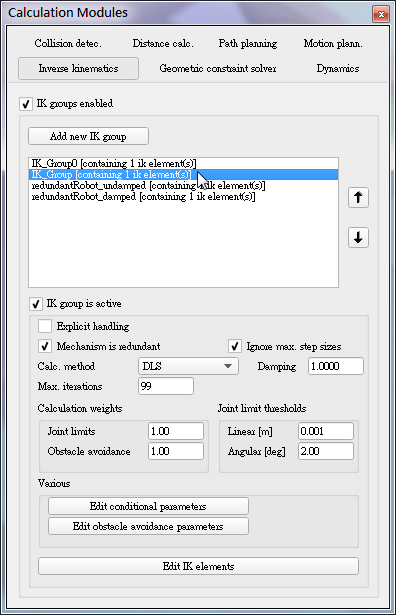 Calculation Modules
Collision detec. Distance calc. Path planning Motion plann.
Inverse kinematics Geometric constraint solver Dynamics
IK groups enabled
Add new IK group
IK_Group0 [containing 1 ik element(s)]
IK_Group [containing 1 ik element(s)]
redundantRobot_undamped [containing 1 ik element(s)]
redundantRobot_damped [containing 1 ik element(s)]
IK group is active
Explicit handling
Mechanism is redundant Ignore max. step sizes
Calc. method DLS Damping 1.0000
Max. iterations 99
Calculation weights Joint limit thresholds
Joint limits 1.00 Linear [m] 0.001
Obstacle avoidance 1.00 Angular [deg] 2.00
Various
Edit conditional parameters
Edit obstacle avoidance parameters
Edit IK elements